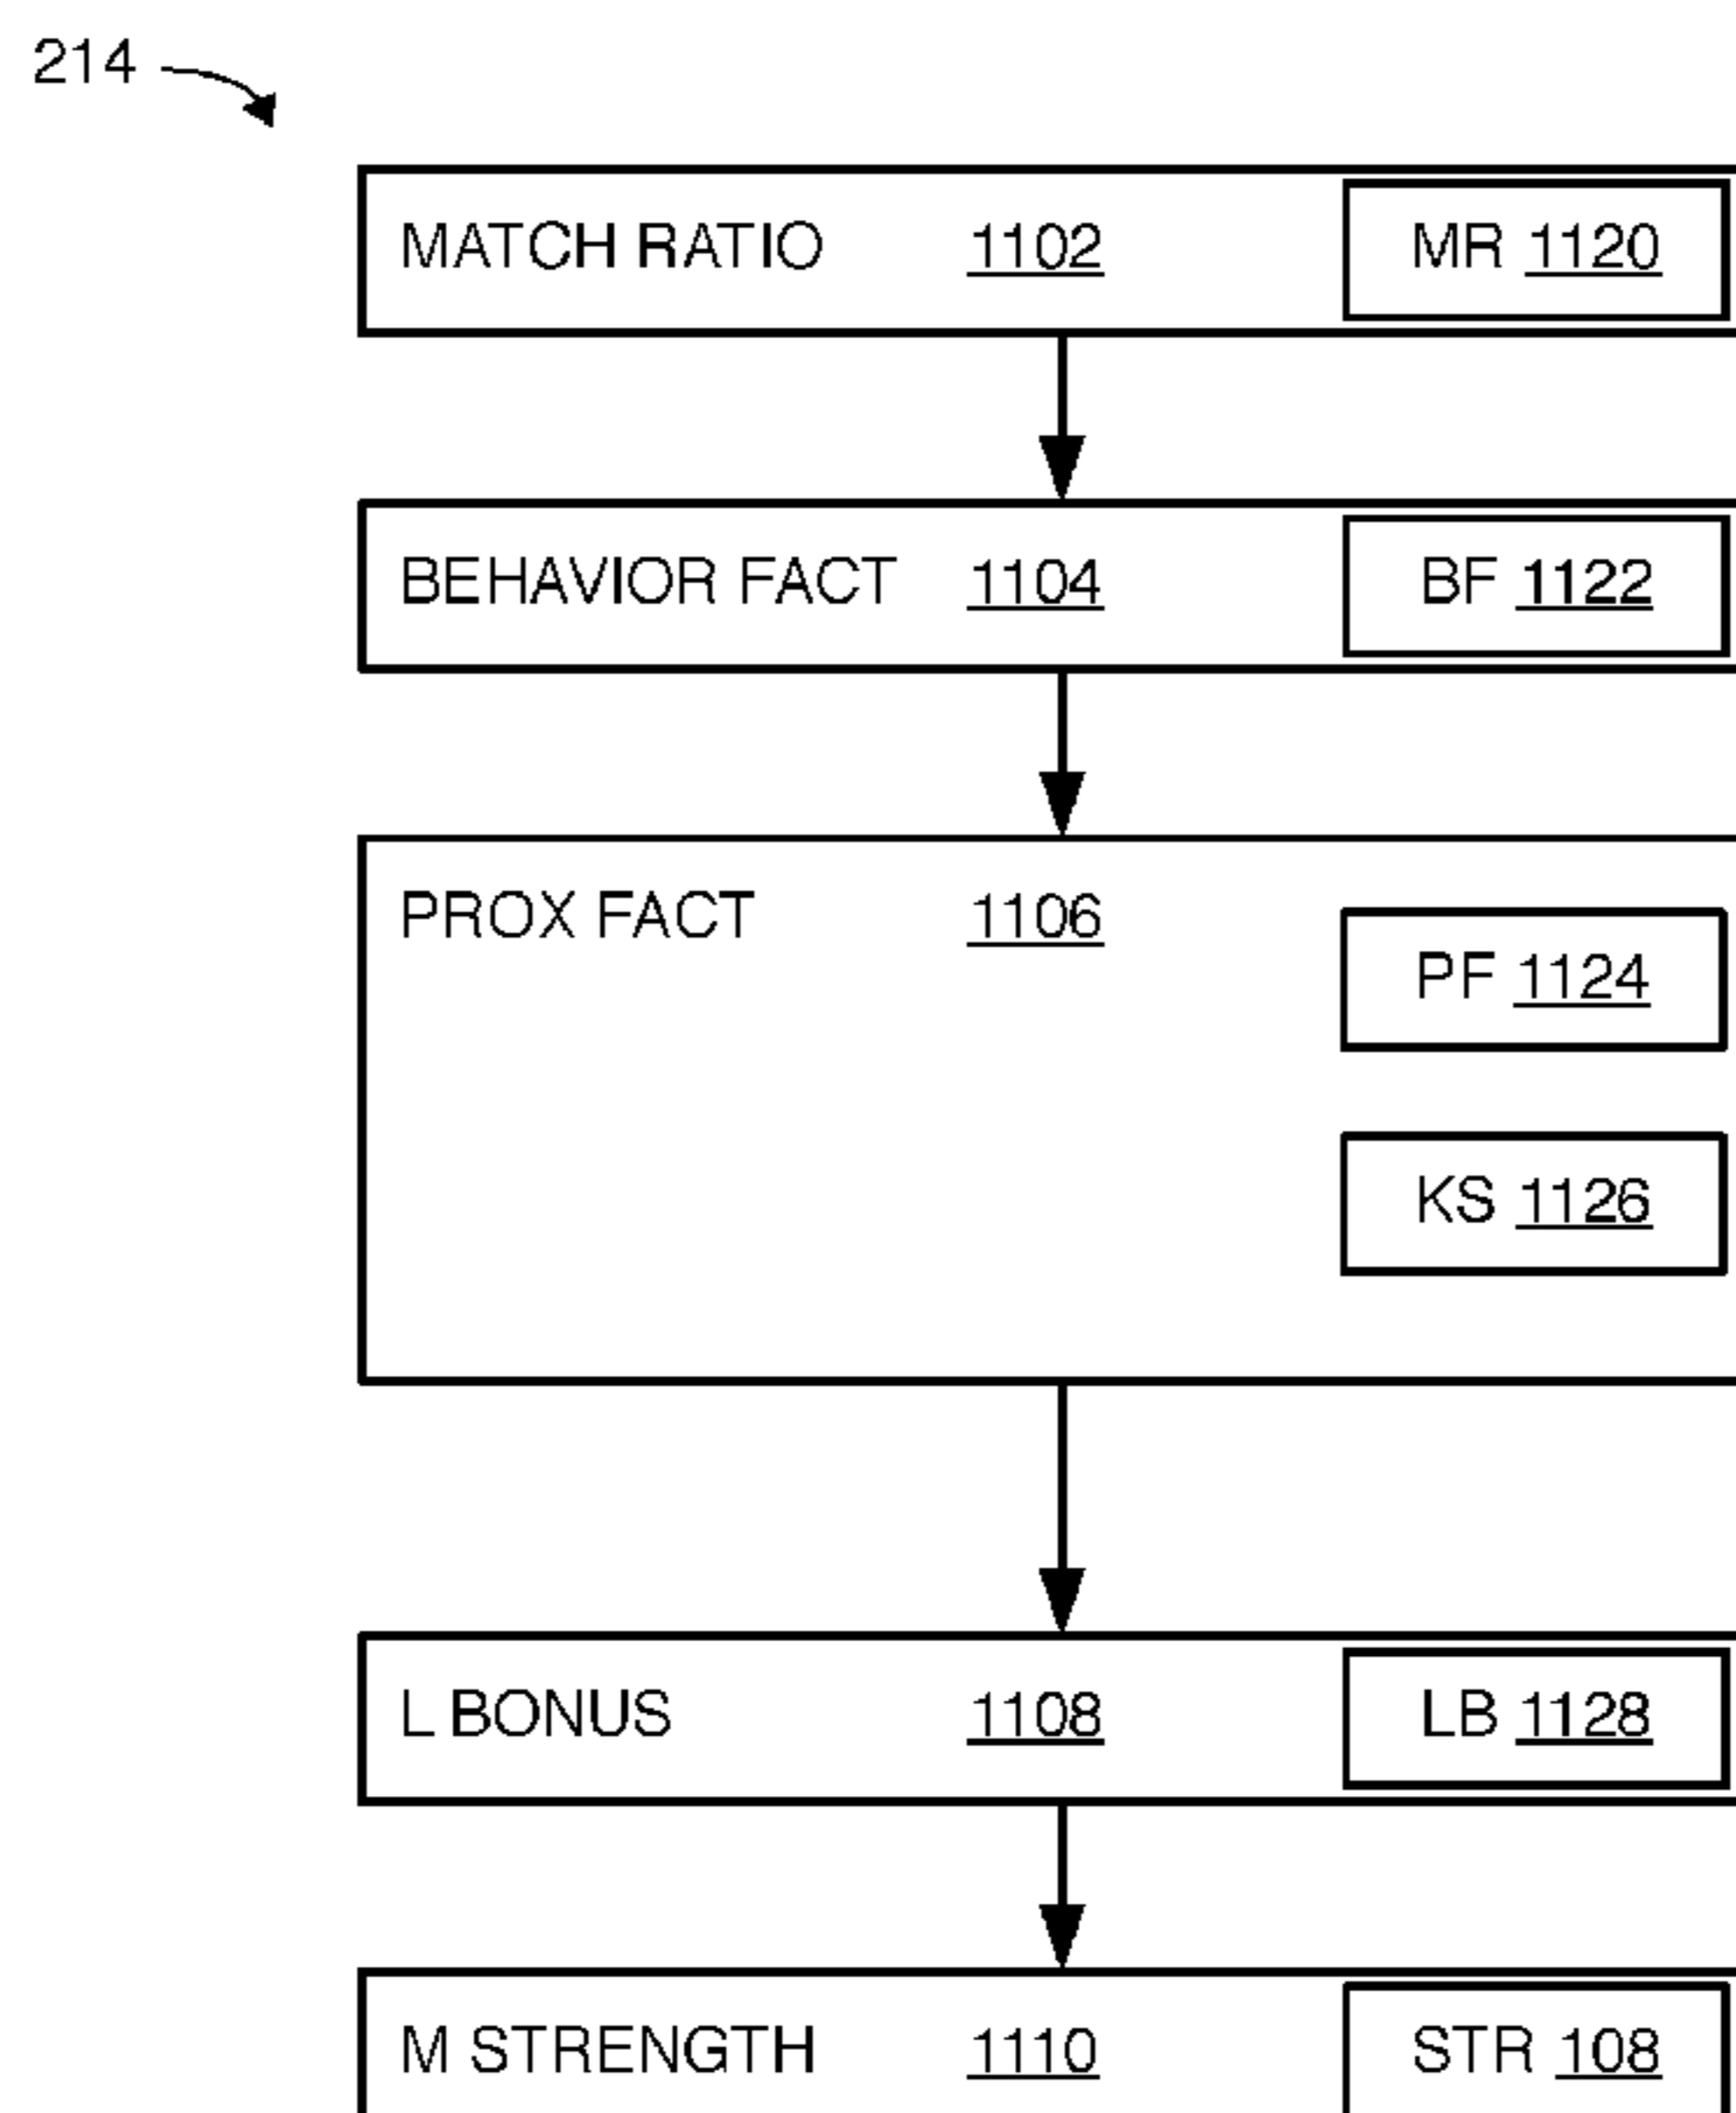 214
MATCH RATIO 1102 MR 1120
BEHAVIOR FACT 1104 BF 1122
PROX FACT 1106
PF 1124
KS 1126
L BONUS 1108 LB 1128
M STRENGTH 1110 STR 108